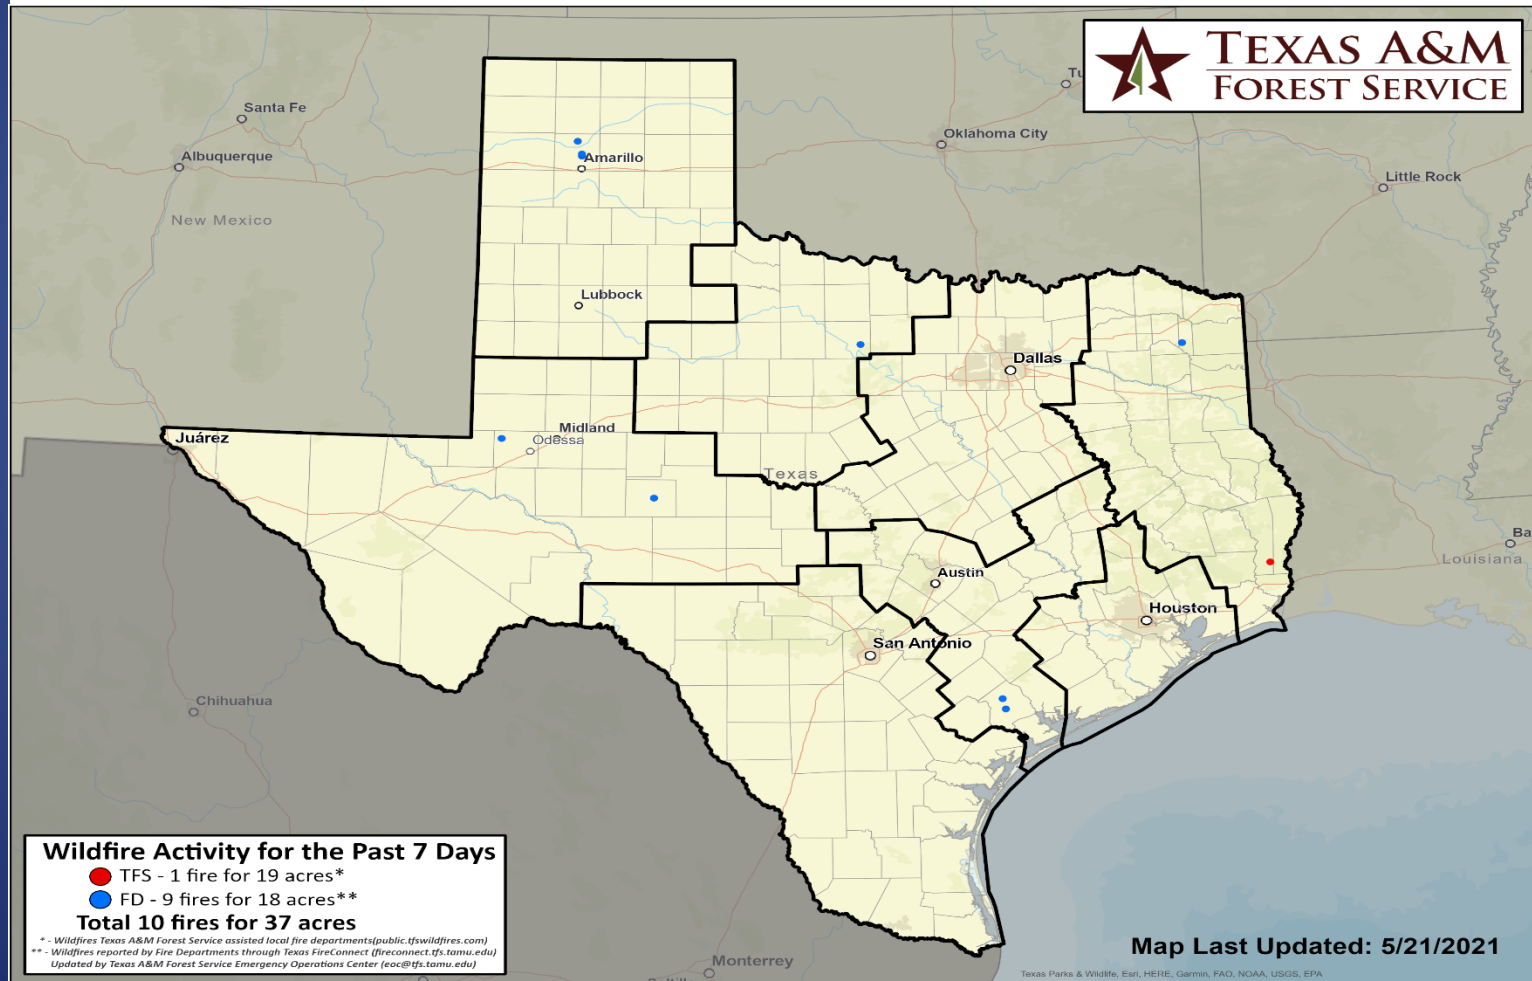 TEXAS A&M
FOREST SERVICE
Tu
Santa Fe
Oklahoma City
Albuquerque
Amarillo
Little Rock
New Mexico
Lubbock
Dallas
Midland
Juárez
Odessa
Texas
Ba
Louisiana
Austin
Houston
San Antonio
Chihuahua
Wildfire Activity for the Past 7 Days
TFS - 1 fire for 19 acres*
FD - 9 fires for 18 acres**
Total 10 fires for 37 acres
* - Wildfires Texas A&M Forest Service assisted local fire departments(public.tfswildfires.com)
** - Wildfires reported by Fire Departments through Texas FireConnect (fireconnect.tfs.tamu.edu)
Updated by Texas A&M Forest Service Emergency Operations Center (eoc@tfs.tamu.edu)
Map Last Updated: 5/21/2021
Monterrey
Texas Parks & Wildlife, Esri, HERE, Garmin, FAO, NOAA, USGS, EPA